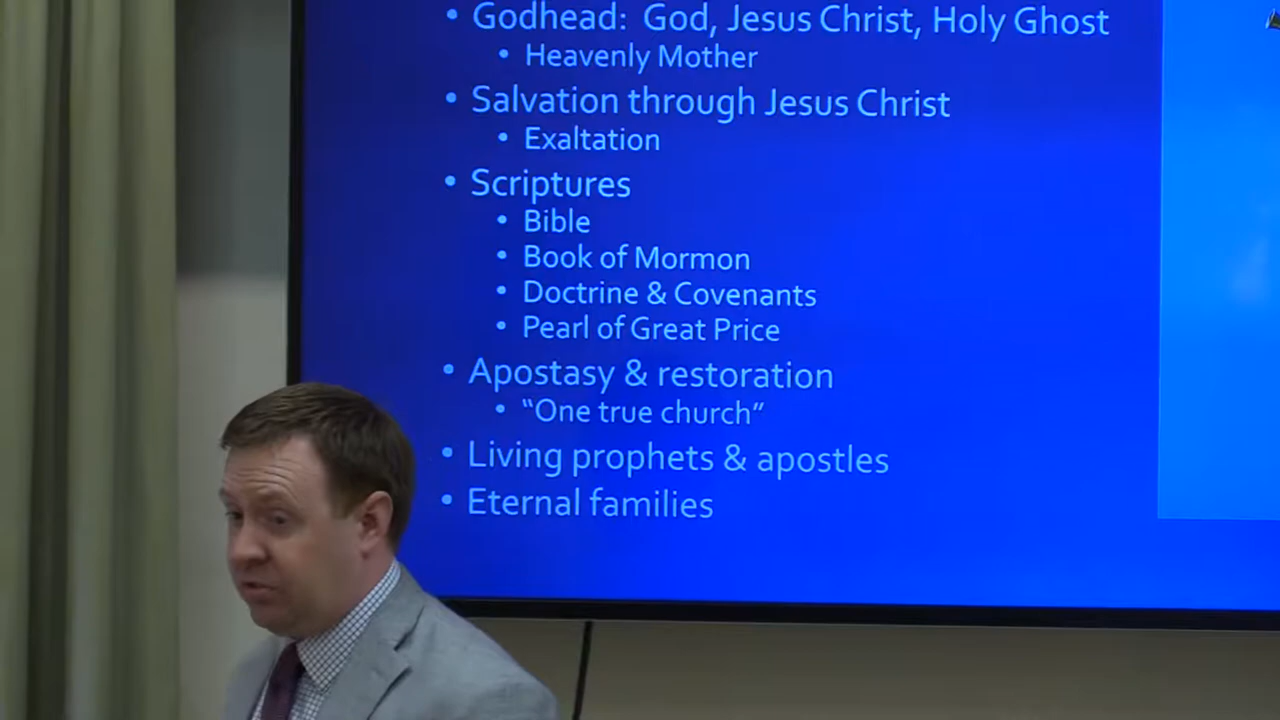 • Godhead: God, Jesus Christ, Holy Ghost
• Heavenly Mother
• Salvation through Jesus Christ
• Exaltation
• Scriptures
• Bible
• Book of Mormon
• Doctrine & Covenants
• Pearl of Great Price
• Apostasy & restoration
• “One true church”
• Living prophets & apostles
• Eternal families